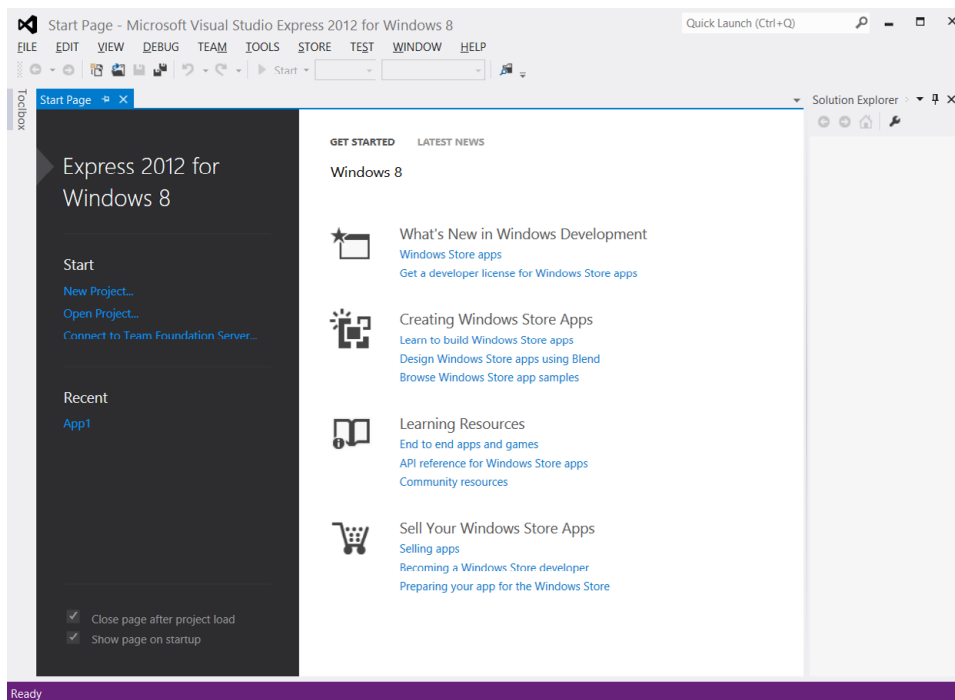 Start Page - Microsoft Visual Studio Express 2012 for Windows 8
Quick Launch (Ctrl+Q)
FILE EDIT VIEW DEBUG TEAM TOOLS STORE TEST WINDOW HELP
Start
Toolbox
Start Page
Solution Explorer
Express 2012 for
Windows 8
Start
New Project...
Open Project...
Connect to Team Foundation Server...
Recent
App1
Close page after project load
Show page on startup
GET STARTED LATEST NEWS
Windows 8
What's New in Windows Development
Windows Store apps
Get a developer license for Windows Store apps
Creating Windows Store Apps
Learn to build Windows Store apps
Design Windows Store apps using Blend
Browse Windows Store app samples
Learning Resources
End to end apps and games
API reference for Windows Store apps
Community resources
Sell Your Windows Store Apps
Selling apps
Becoming a Windows Store developer
Preparing your app for the Windows Store
Ready